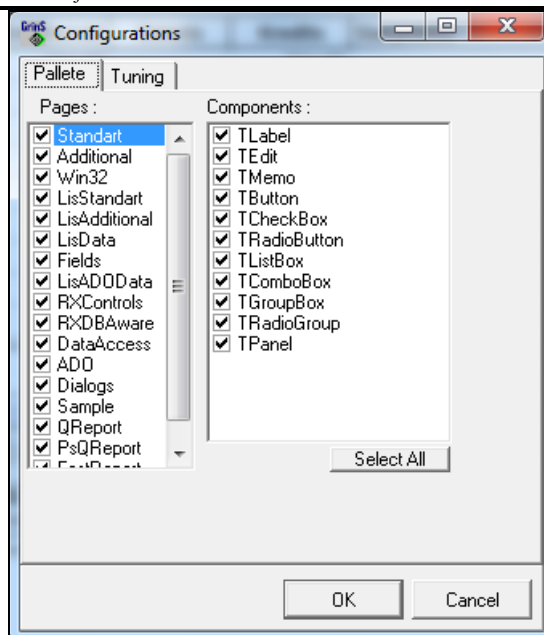 GrinS
Configurations
Pallete
Tuning
Pages :
Standart
Additional
Win32
LisStandart
LisAdditional
LisData
Fields
LisADOData
RXControls
RXDBAware
DataAccess
ADO
Dialogs
Sample
QReport
PsQReport
Components :
TLabel
TEdit
TMemo
TButton
TCheckBox
TRadioButton
TListBox
TComboBox
TGroupBox
TRadioGroup
TPanel
Select All
OK
Cancel